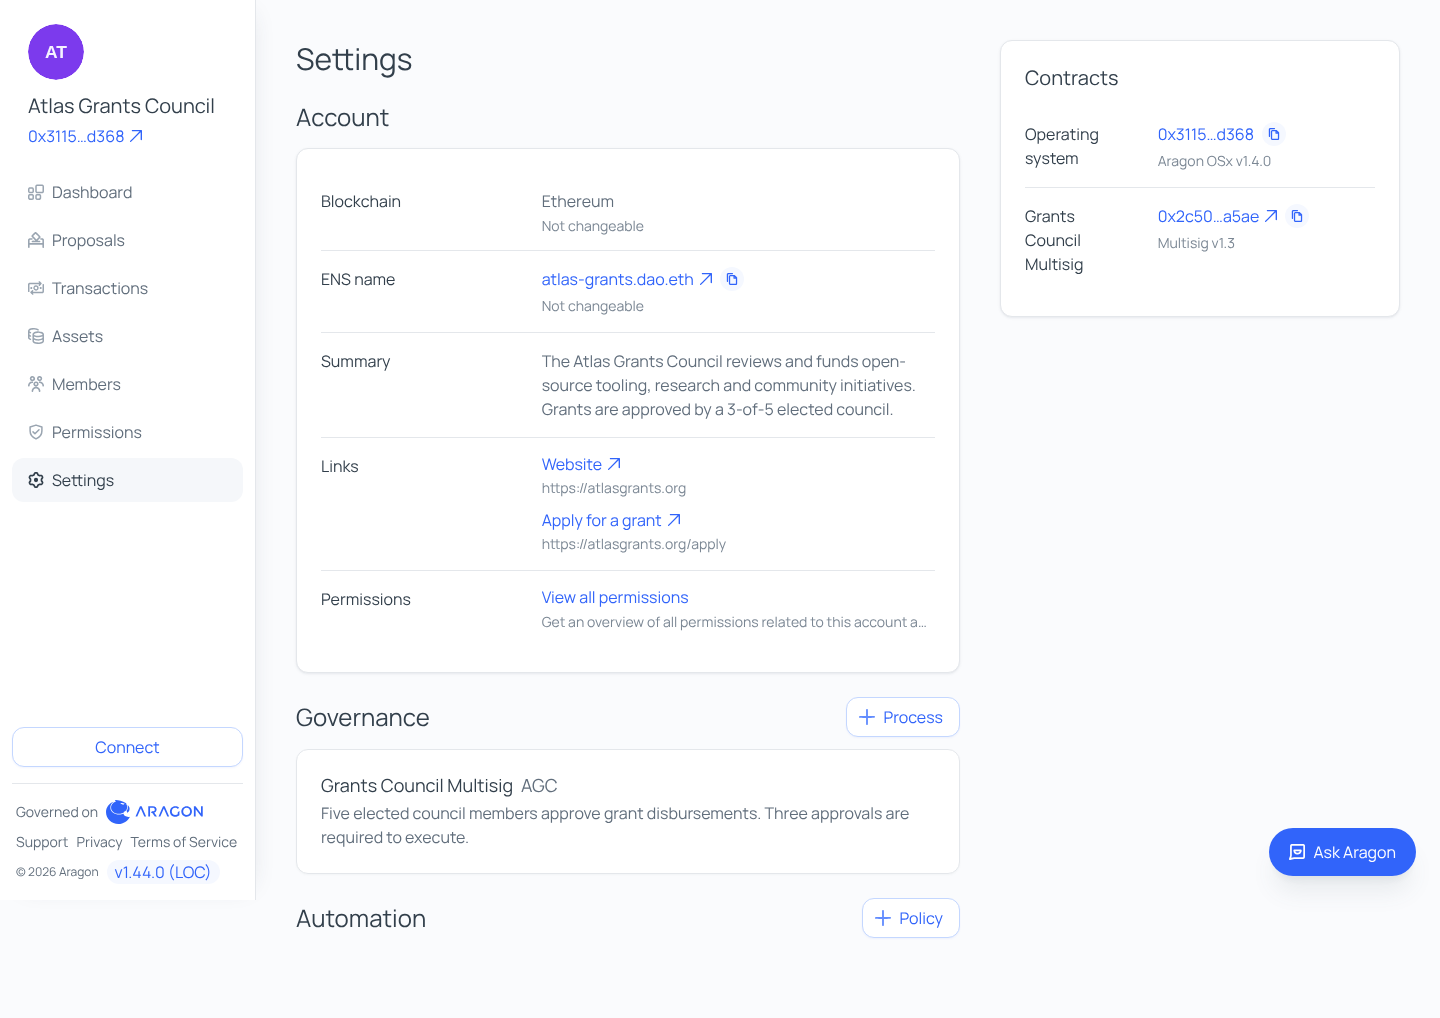 AT
Atlas Grants Council
0x3115...d368
Dashboard
Proposals
Transactions
Assets
Members
Permissions
Settings
Connect
Governed on ARAGON
Support Privacy Terms of Service
© 2026 Aragon v1.44.0 (LOC)
Settings
Account
Blockchain
Ethereum
Not changeable
ENS name
atlas-grants.dao.eth
Not changeable
Summary
The Atlas Grants Council reviews and funds open-
source tooling, research and community initiatives.
Grants are approved by a 3-of-5 elected council.
Links
Website
https://atlasgrants.org
Apply for a grant
https://atlasgrants.org/apply
Permissions
View all permissions
Get an overview of all permissions related to this account a...
Governance
Process
Grants Council Multisig AGC
Five elected council members approve grant disbursements. Three approvals are
required to execute.
Automation
Policy
Contracts
Operating
system
0x3115...d368
Aragon OSx v1.4.0
Grants
Council
Multisig
0x2c50...a5ae
Multisig v1.3
Ask Aragon